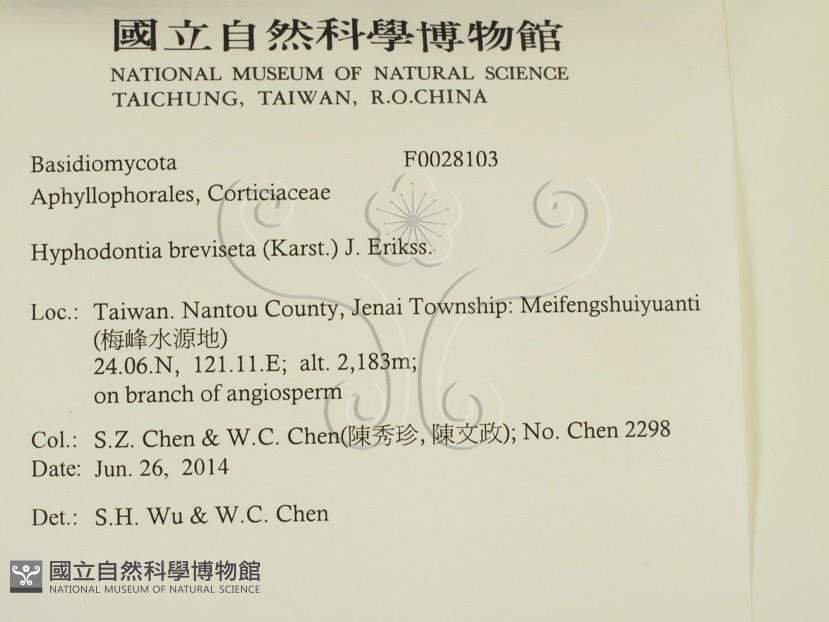 國立自然科學博物館
NATIONAL MUSEUM OF NATURAL SCIENCE
TAICHUNG, TAIWAN, R.O.CHINA
Basidiomycota F0028103
Aphyllophorales, Corticiaceae
Hyphodontia breviseta (Karst.) J. Erikss.
Loc.: Taiwan. Nantou County, Jenai Township: Meifengshuiyuanti
(梅峰水源地)
24.06.N, 121.11.E; alt. 2,183m;
on branch of angiosperm
Col.: S.Z. Chen & W.C. Chen(陳秀珍, 陳文政); No. Chen 2298
Date: Jun. 26, 2014
Det.: S.H. Wu & W.C. Chen
國立自然科學博物館
NATIONAL MUSEUM OF NATURAL SCIENCE